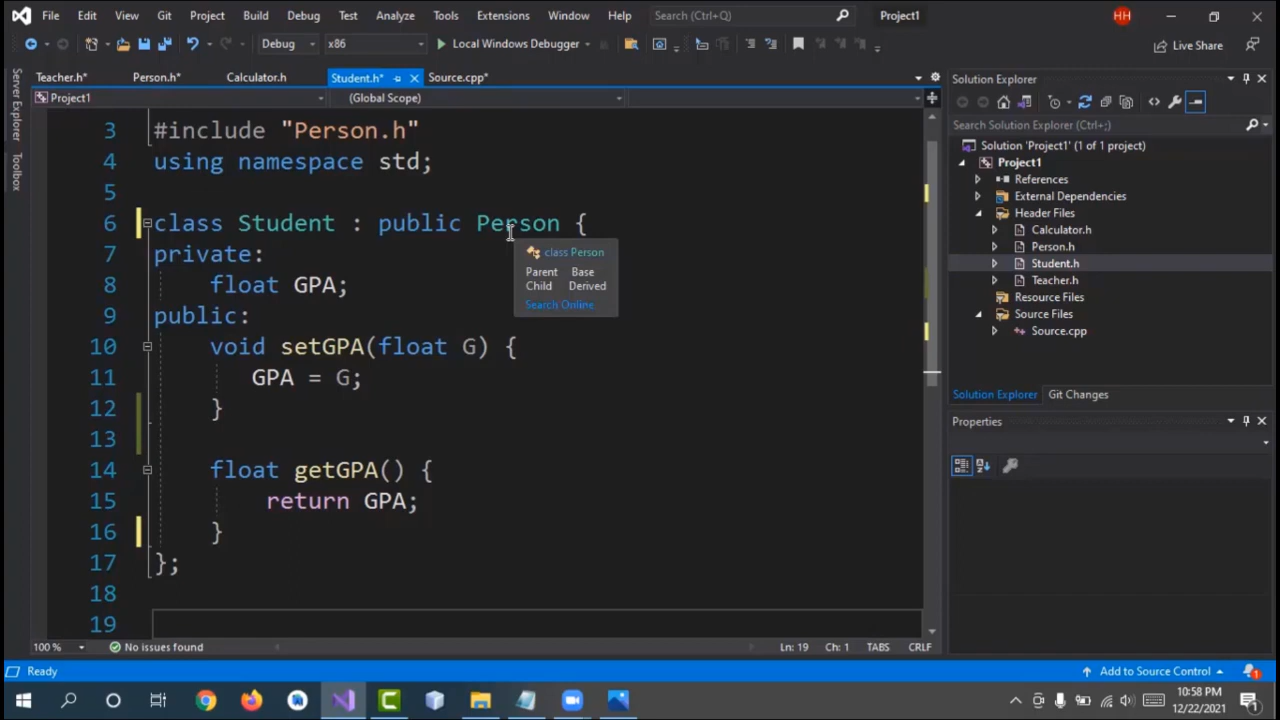 File Edit View Git Project Build Debug Test Analyze Tools Extensions Window Help Search (Ctrl+Q) Project1 HH
Debug x86 Local Windows Debugger Live Share
Server Explorer
Toolbox
Teacher.h* Person.h* Calculator.h Student.h* Source.cpp*
Project1 (Global Scope)
3 #include "Person.h"
4 using namespace std;
5
6 class Student : public Person {
7 private:
8 float GPA;
9 public:
10 void setGPA(float G) {
11 GPA = G;
12 }
13
14 float getGPA() {
15 return GPA;
16 }
17 };
18
19
class Person
Parent Base
Child Derived
Search Online
100 % No issues found Ln: 19 Ch: 1 TABS CRLF
Solution Explorer
Search Solution Explorer (Ctrl+;)
Solution 'Project1' (1 of 1 project)
Project1
References
External Dependencies
Header Files
Calculator.h
Person.h
Student.h
Teacher.h
Resource Files
Source Files
Source.cpp
Solution Explorer Git Changes
Properties
Ready Add to Source Control 1
10:58 PM
12/22/2021 1